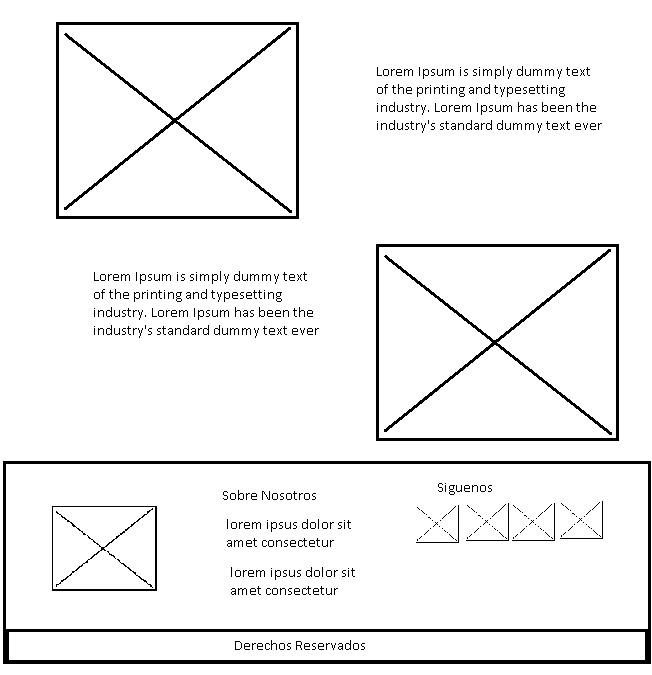 Lorem Ipsum is simply dummy text
of the printing and typesetting
industry. Lorem Ipsum has been the
industry's standard dummy text ever
Lorem Ipsum is simply dummy text
of the printing and typesetting
industry. Lorem Ipsum has been the
industry's standard dummy text ever
Sobre Nosotros
lorem ipsus dolor sit
amet consectetur
lorem ipsus dolor sit
amet consectetur
Siguenos
Derechos Reservados